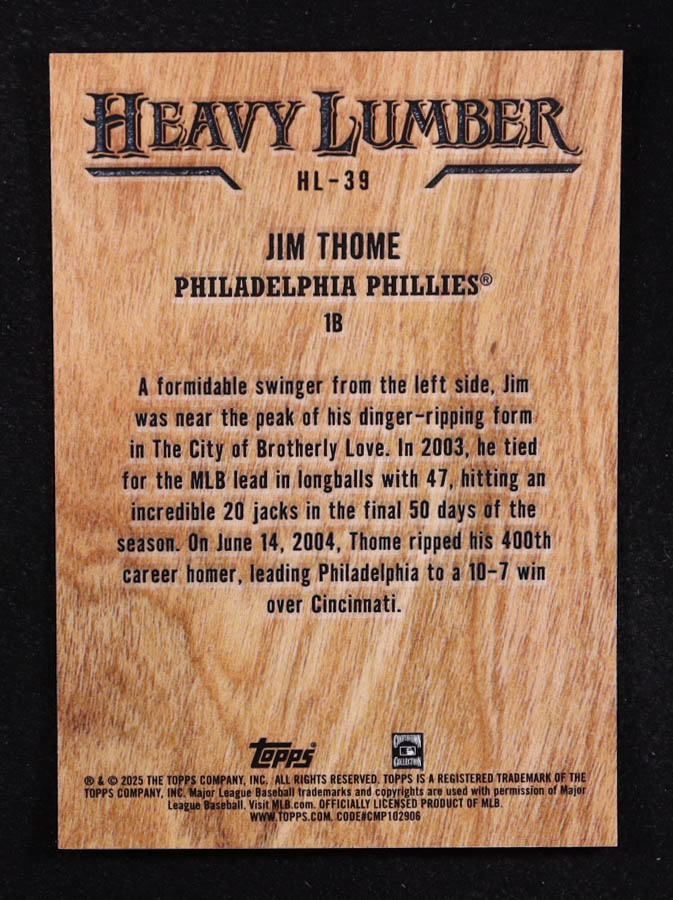 HEAVY LUMBER
HL-39
JIM THOME
PHILADELPHIA PHILLIES®
1B
A formidable swinger from the left side, Jim
was near the peak of his dinger-ripping form
in The City of Brotherly Love. In 2003, he tied
for the MLB lead in longballs with 47, hitting an
incredible 20 jacks in the final 50 days of the
season. On June 14, 2004, Thome ripped his 400th
career homer, leading Philadelphia to a 10-7 win
over Cincinnati.
topps®
COOPERSTOWN
COLLECTION
® & © 2025 THE TOPPS COMPANY, INC. ALL RIGHTS RESERVED. TOPPS IS A REGISTERED TRADEMARK OF THE
TOPPS COMPANY, INC. Major League Baseball trademarks and copyrights are used with permission of Major
League Baseball. Visit MLB.com. OFFICIALLY LICENSED PRODUCT OF MLB.
WWW.TOPPS.COM. CODE#CMP102906